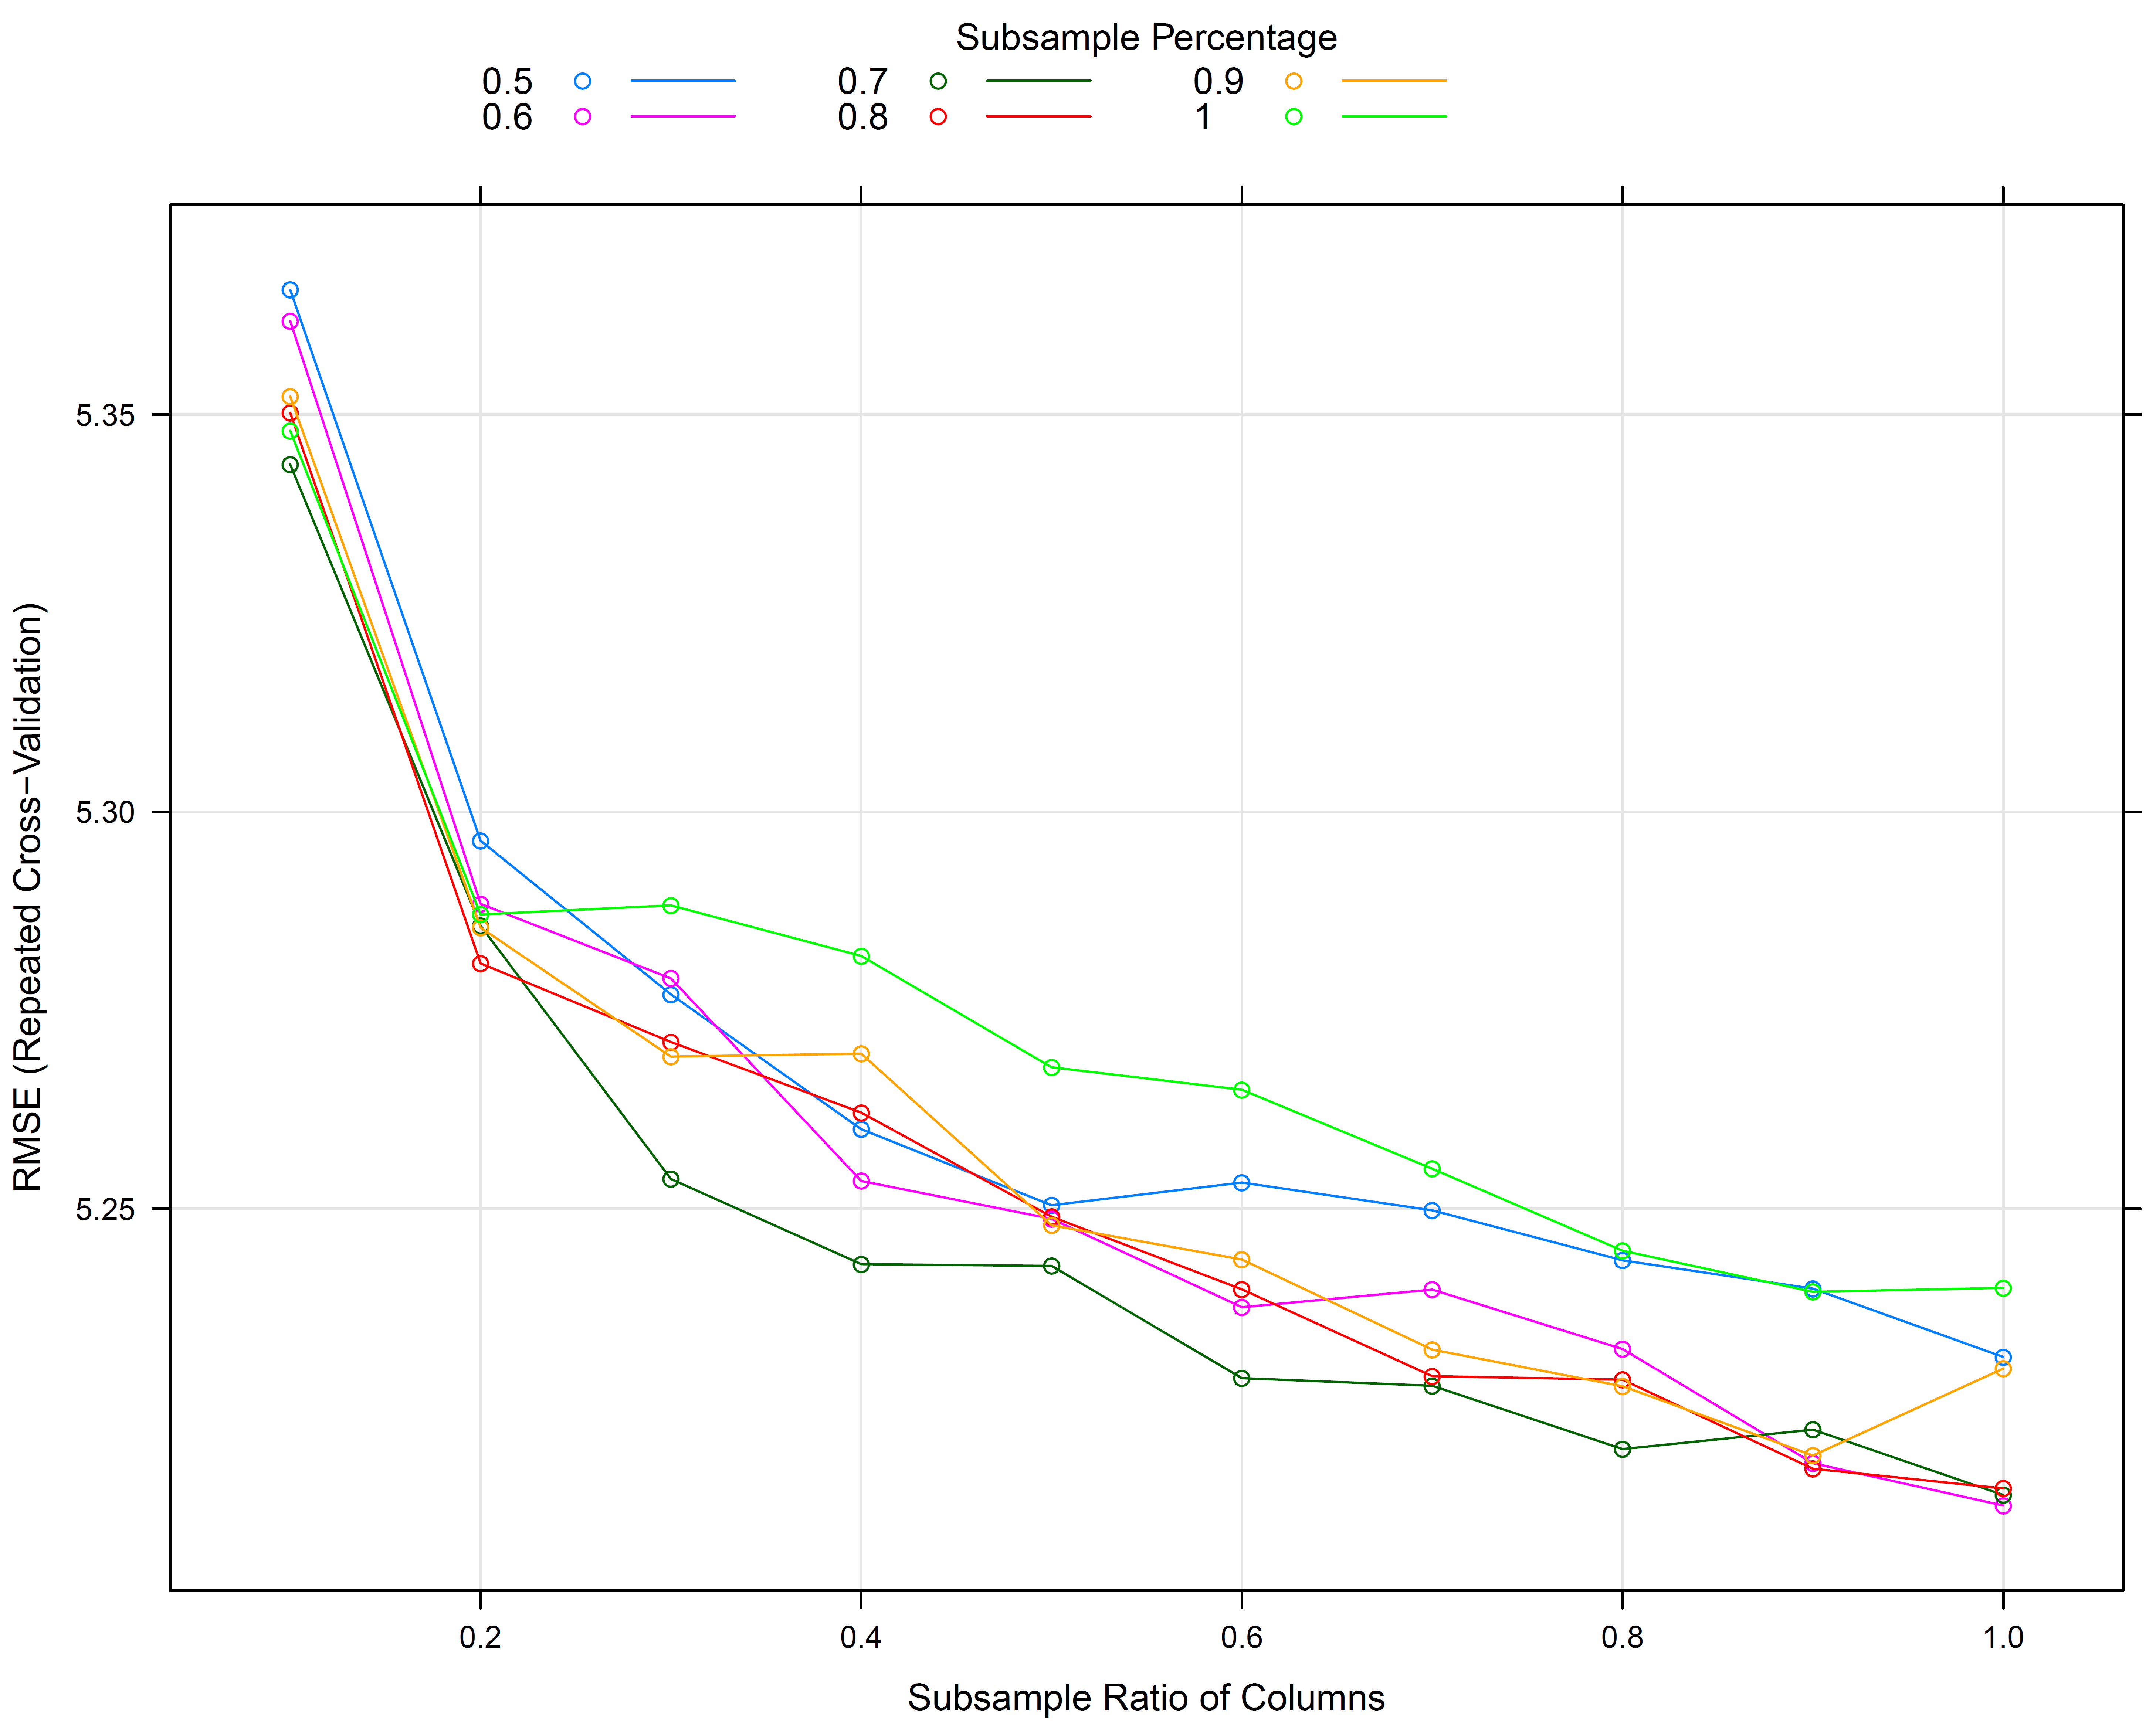 Subsample Percentage
0.5 0.7 0.9
0.6 0.8 1
5.35
5.30
5.25
RMSE (Repeated Cross−Validation)
0.2 0.4 0.6 0.8 1.0
Subsample Ratio of Columns